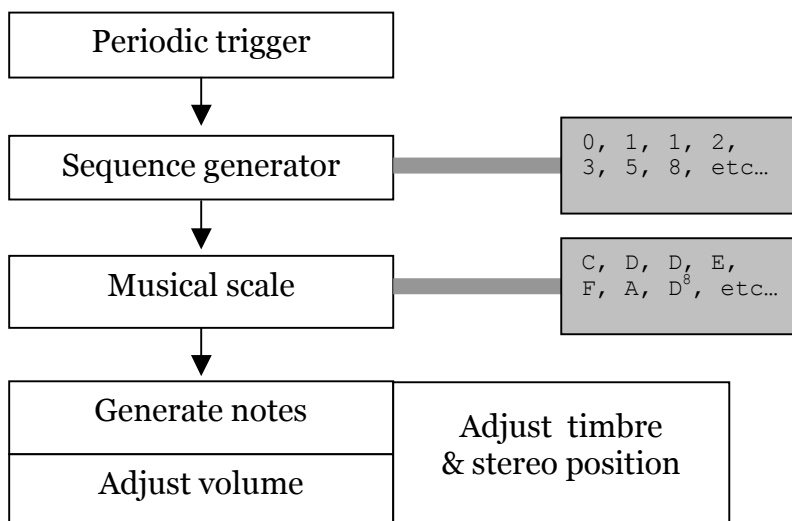 Periodic trigger
Sequence generator
0, 1, 1, 2,
3, 5, 8, etc…
Musical scale
C, D, D, E,
F, A, D⁸, etc…
Generate notes
Adjust volume
Adjust timbre
& stereo position